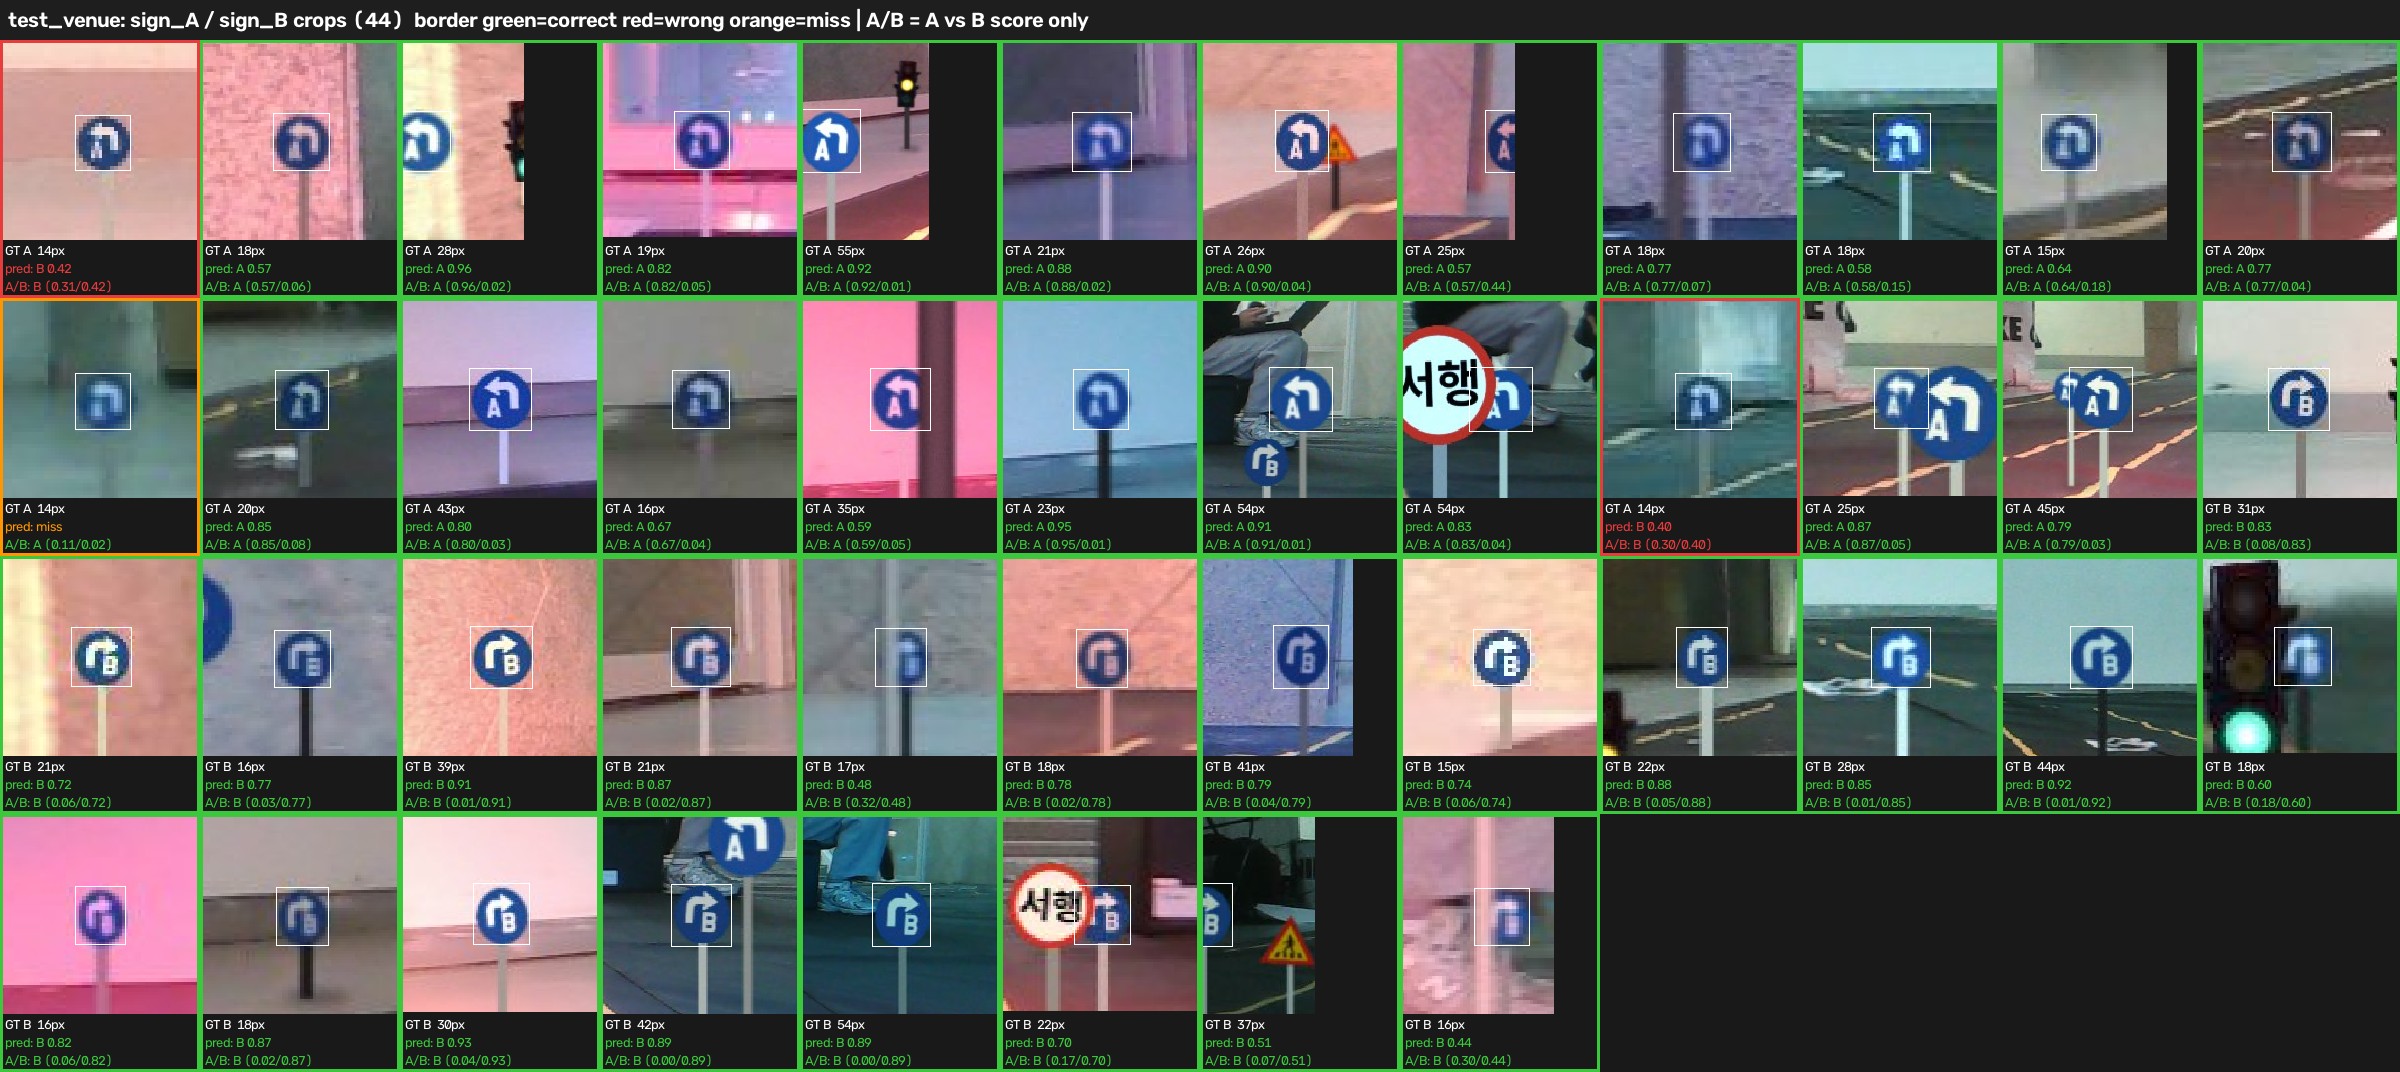 test_venue: sign_A / sign_B crops (44) border green=correct red=wrong orange=miss | A/B = A vs B score only
A
A
A
A
A
A
A
A
A
A
A
A
GT A 14px
pred: B 0.42
A/B: B (0.31/0.42)
GT A 18px
pred: A 0.57
A/B: A (0.57/0.06)
GT A 28px
pred: A 0.96
A/B: A (0.96/0.02)
GT A 19px
pred: A 0.82
A/B: A (0.82/0.05)
GT A 55px
pred: A 0.92
A/B: A (0.92/0.01)
GT A 21px
pred: A 0.88
A/B: A (0.88/0.02)
GT A 26px
pred: A 0.90
A/B: A (0.90/0.04)
GT A 25px
pred: A 0.57
A/B: A (0.57/0.44)
GT A 18px
pred: A 0.77
A/B: A (0.77/0.07)
GT A 18px
pred: A 0.58
A/B: A (0.58/0.15)
GT A 15px
pred: A 0.64
A/B: A (0.64/0.18)
GT A 20px
pred: A 0.77
A/B: A (0.77/0.04)
A
A
A
A
A
A
B
서행
A
A
A
KE
A
A
B
GT A 14px
pred: miss
A/B: A (0.11/0.02)
GT A 20px
pred: A 0.85
A/B: A (0.85/0.08)
GT A 43px
pred: A 0.80
A/B: A (0.80/0.03)
GT A 16px
pred: A 0.67
A/B: A (0.67/0.04)
GT A 35px
pred: A 0.59
A/B: A (0.59/0.05)
GT A 23px
pred: A 0.95
A/B: A (0.95/0.01)
GT A 54px
pred: A 0.91
A/B: A (0.91/0.01)
GT A 54px
pred: A 0.83
A/B: A (0.83/0.04)
GT A 14px
pred: B 0.40
A/B: B (0.30/0.40)
GT A 25px
pred: A 0.87
A/B: A (0.87/0.05)
GT A 45px
pred: A 0.79
A/B: A (0.79/0.03)
GT B 31px
pred: B 0.83
A/B: B (0.08/0.83)
B
B
B
B
B
B
B
B
B
B
GT B 21px
pred: B 0.72
A/B: B (0.06/0.72)
GT B 16px
pred: B 0.77
A/B: B (0.03/0.77)
GT B 39px
pred: B 0.91
A/B: B (0.01/0.91)
GT B 21px
pred: B 0.87
A/B: B (0.02/0.87)
GT B 17px
pred: B 0.48
A/B: B (0.32/0.48)
GT B 18px
pred: B 0.78
A/B: B (0.02/0.78)
GT B 41px
pred: B 0.79
A/B: B (0.04/0.79)
GT B 15px
pred: B 0.74
A/B: B (0.06/0.74)
GT B 22px
pred: B 0.88
A/B: B (0.05/0.88)
GT B 28px
pred: B 0.85
A/B: B (0.01/0.85)
GT B 44px
pred: B 0.92
A/B: B (0.01/0.92)
GT B 18px
pred: B 0.60
A/B: B (0.18/0.60)
B
B
B
A
B
B
서행
B
B
GT B 16px
pred: B 0.82
A/B: B (0.06/0.82)
GT B 18px
pred: B 0.87
A/B: B (0.02/0.87)
GT B 30px
pred: B 0.93
A/B: B (0.04/0.93)
GT B 42px
pred: B 0.89
A/B: B (0.00/0.89)
GT B 54px
pred: B 0.89
A/B: B (0.00/0.89)
GT B 22px
pred: B 0.70
A/B: B (0.17/0.70)
GT B 37px
pred: B 0.51
A/B: B (0.07/0.51)
GT B 16px
pred: B 0.44
A/B: B (0.30/0.44)